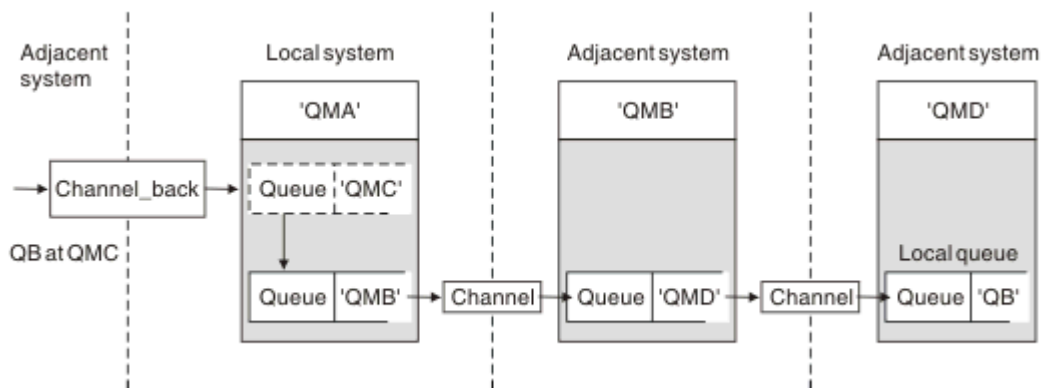 Adjacent
system
Local system
Adjacent system
Adjacent system
'QMA'
'QMB'
'QMD'
Channel_back
Queue 'QMC'
QB at QMC
Local queue
Queue 'QMB'
Channel
Queue 'QMD'
Channel
Queue 'QB'